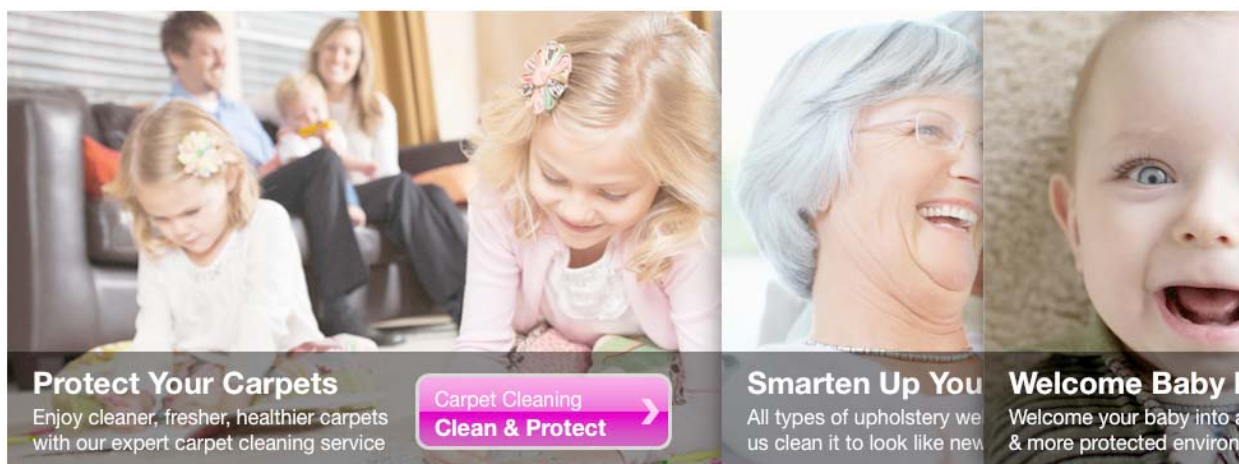 Protect Your Carpets
Enjoy cleaner, fresher, healthier carpets
with our expert carpet cleaning service
Carpet Cleaning
Clean & Protect
Smarten Up You
All types of upholstery we
us clean it to look like new
Welcome Baby
Welcome your baby into a
& more protected environ